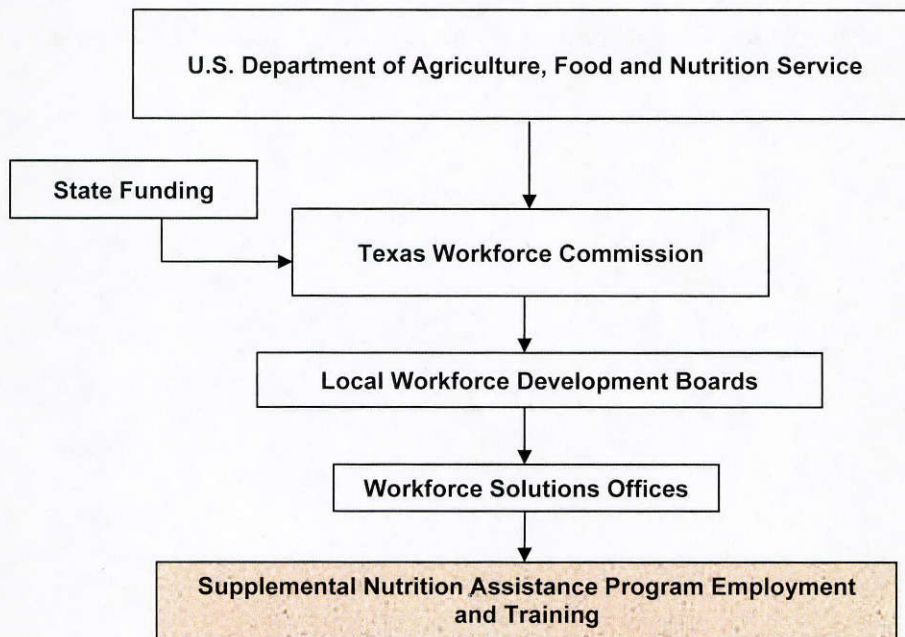 U.S. Department of Agriculture, Food and Nutrition Service
State Funding
Texas Workforce Commission
Local Workforce Development Boards
Workforce Solutions Offices
Supplemental Nutrition Assistance Program Employment
and Training